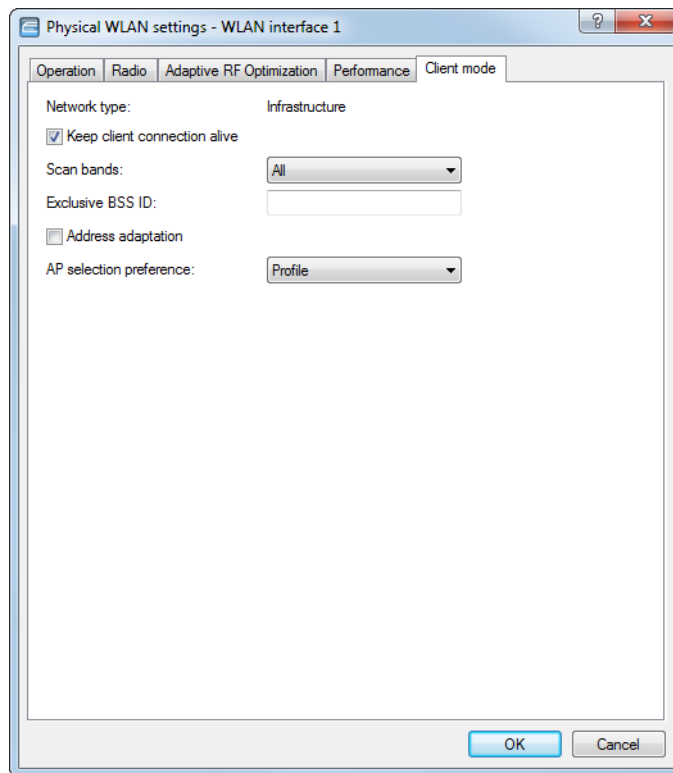 Physical WLAN settings - WLAN interface 1
Operation Radio Adaptive RF Optimization Performance Client mode
Network type: Infrastructure
Keep client connection alive
Scan bands: All
Exclusive BSS ID:
Address adaptation
AP selection preference: Profile
OK Cancel